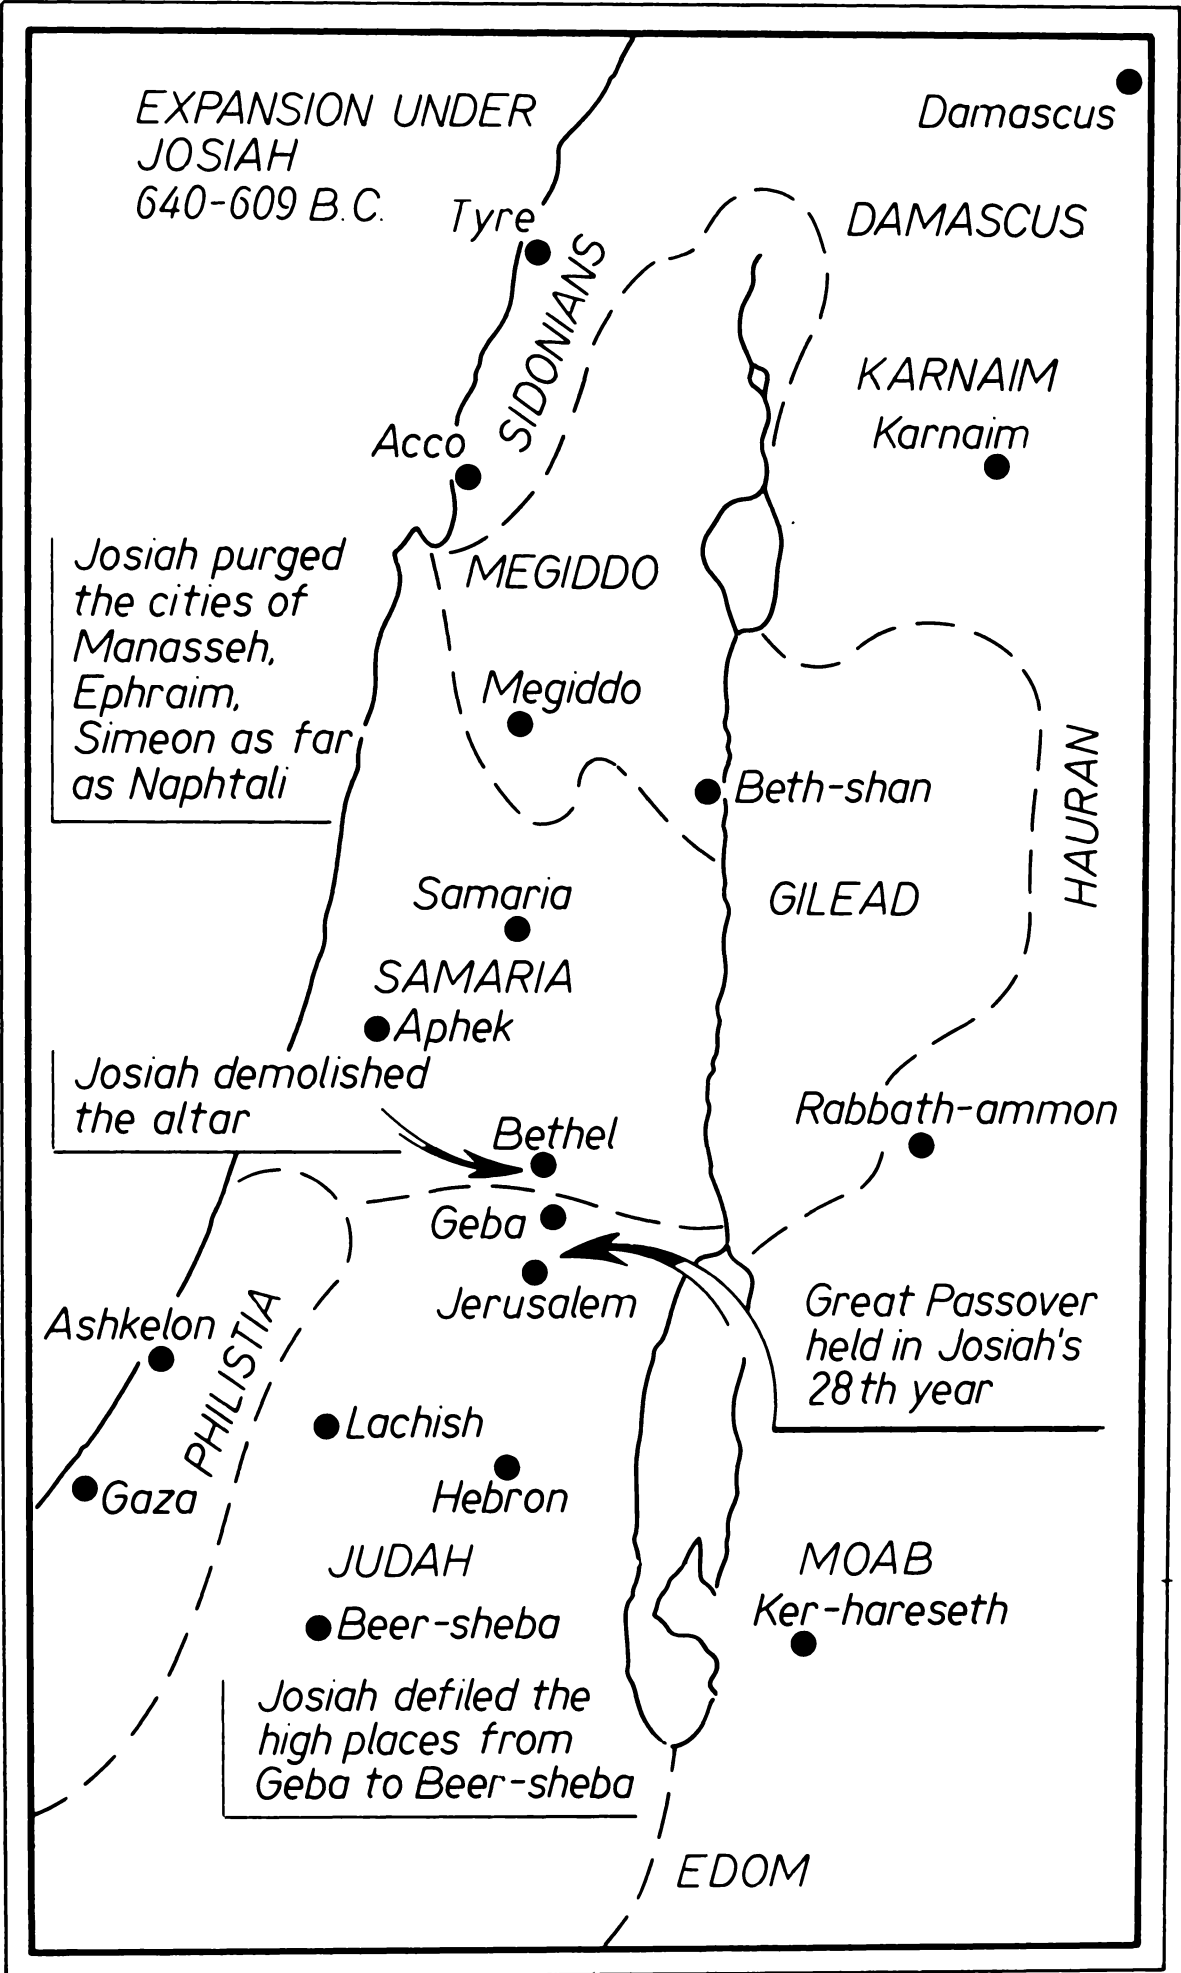 EXPANSION UNDER
JOSIAH
640-609 B.C.
Damascus
Tyre
DAMASCUS
SIDONIANS
KARNAIM
Karnaim
Acco
Josiah purged
the cities of
Manasseh,
Ephraim,
Simeon as far
as Naphtali
MEGIDDO
Megiddo
Beth-shan
HAURAN
Samaria
GILEAD
SAMARIA
Aphek
Josiah demolished
the altar
Bethel
Rabbath-ammon
Geba
Jerusalem
Great Passover
held in Josiah's
28th year
Ashkelon
PHILISTIA
Lachish
Gaza
Hebron
JUDAH
MOAB
Ker-hareseth
Beer-sheba
Josiah defiled the
high places from
Geba to Beer-sheba
EDOM